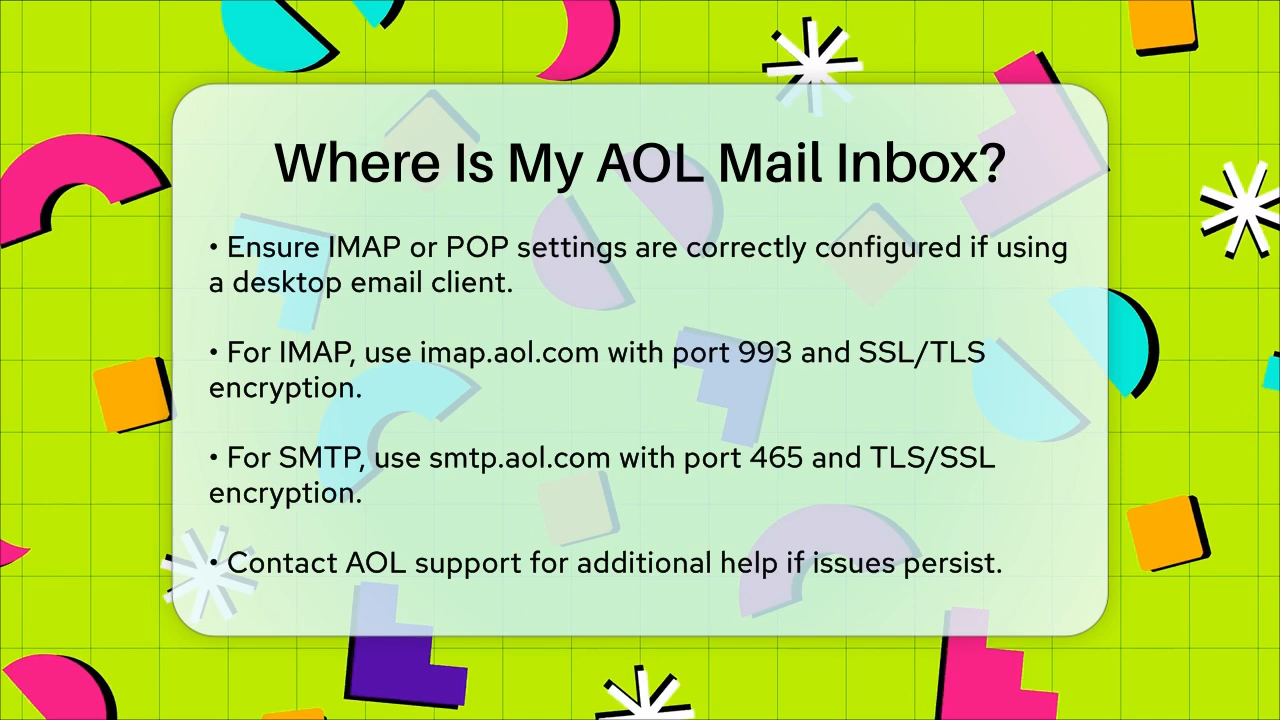 Where Is My AOL Mail Inbox?
• Ensure IMAP or POP settings are correctly configured if using
a desktop email client.
• For IMAP, use imap.aol.com with port 993 and SSL/TLS
encryption.
• For SMTP, use smtp.aol.com with port 465 and TLS/SSL
encryption.
• Contact AOL support for additional help if issues persist.